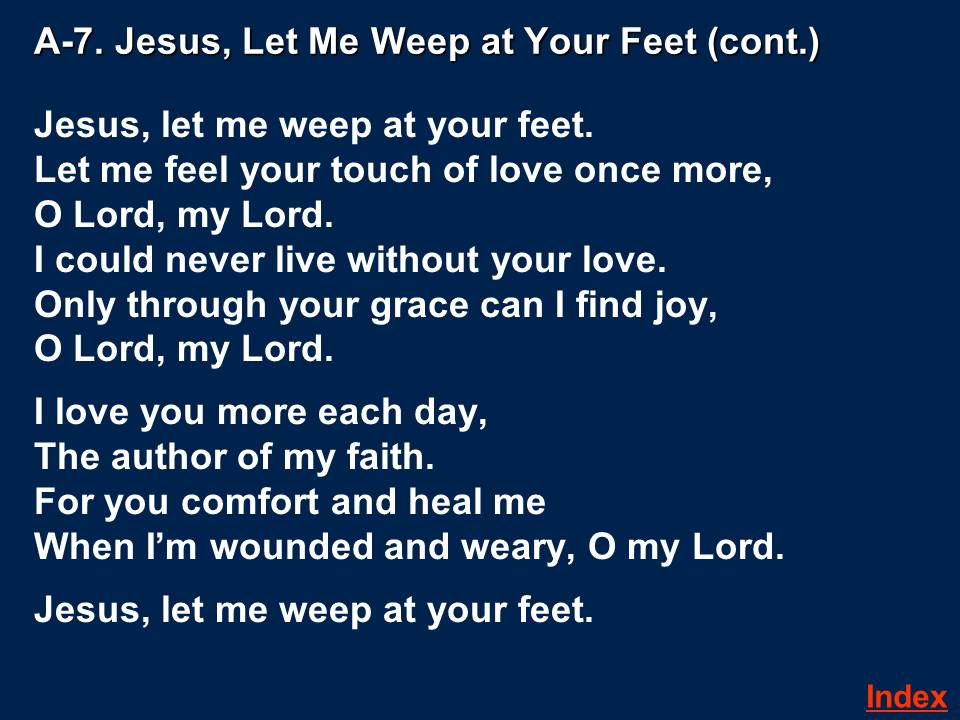 A-7. Jesus, Let Me Weep at Your Feet (cont.)
Jesus, let me weep at your feet.
Let me feel your touch of love once more,
O Lord, my Lord.
I could never live without your love.
Only through your grace can I find joy,
O Lord, my Lord.
I love you more each day,
The author of my faith.
For you comfort and heal me
When I’m wounded and weary, O my Lord.
Jesus, let me weep at your feet.
Index